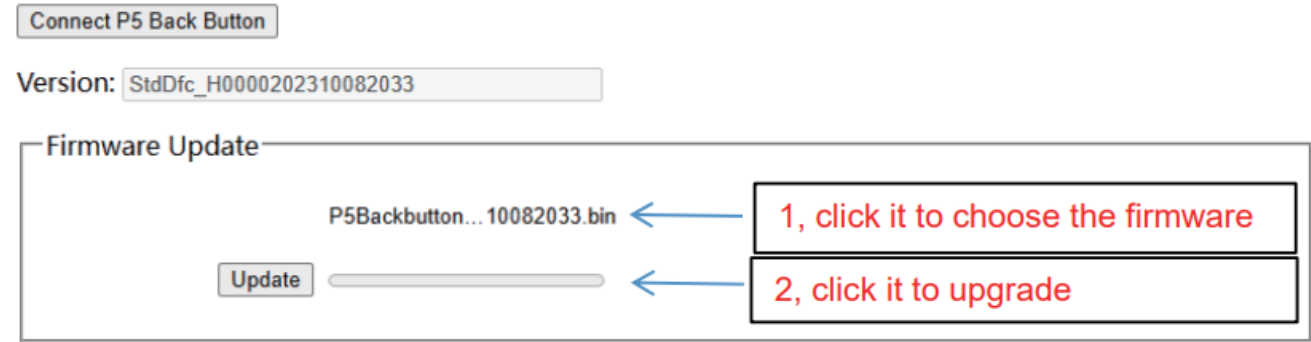 Connect P5 Back Button
Version: StdDfc_H0000202310082033
Firmware Update
P5Backbutton...10082033.bin
1, click it to choose the firmware
Update
2, click it to upgrade